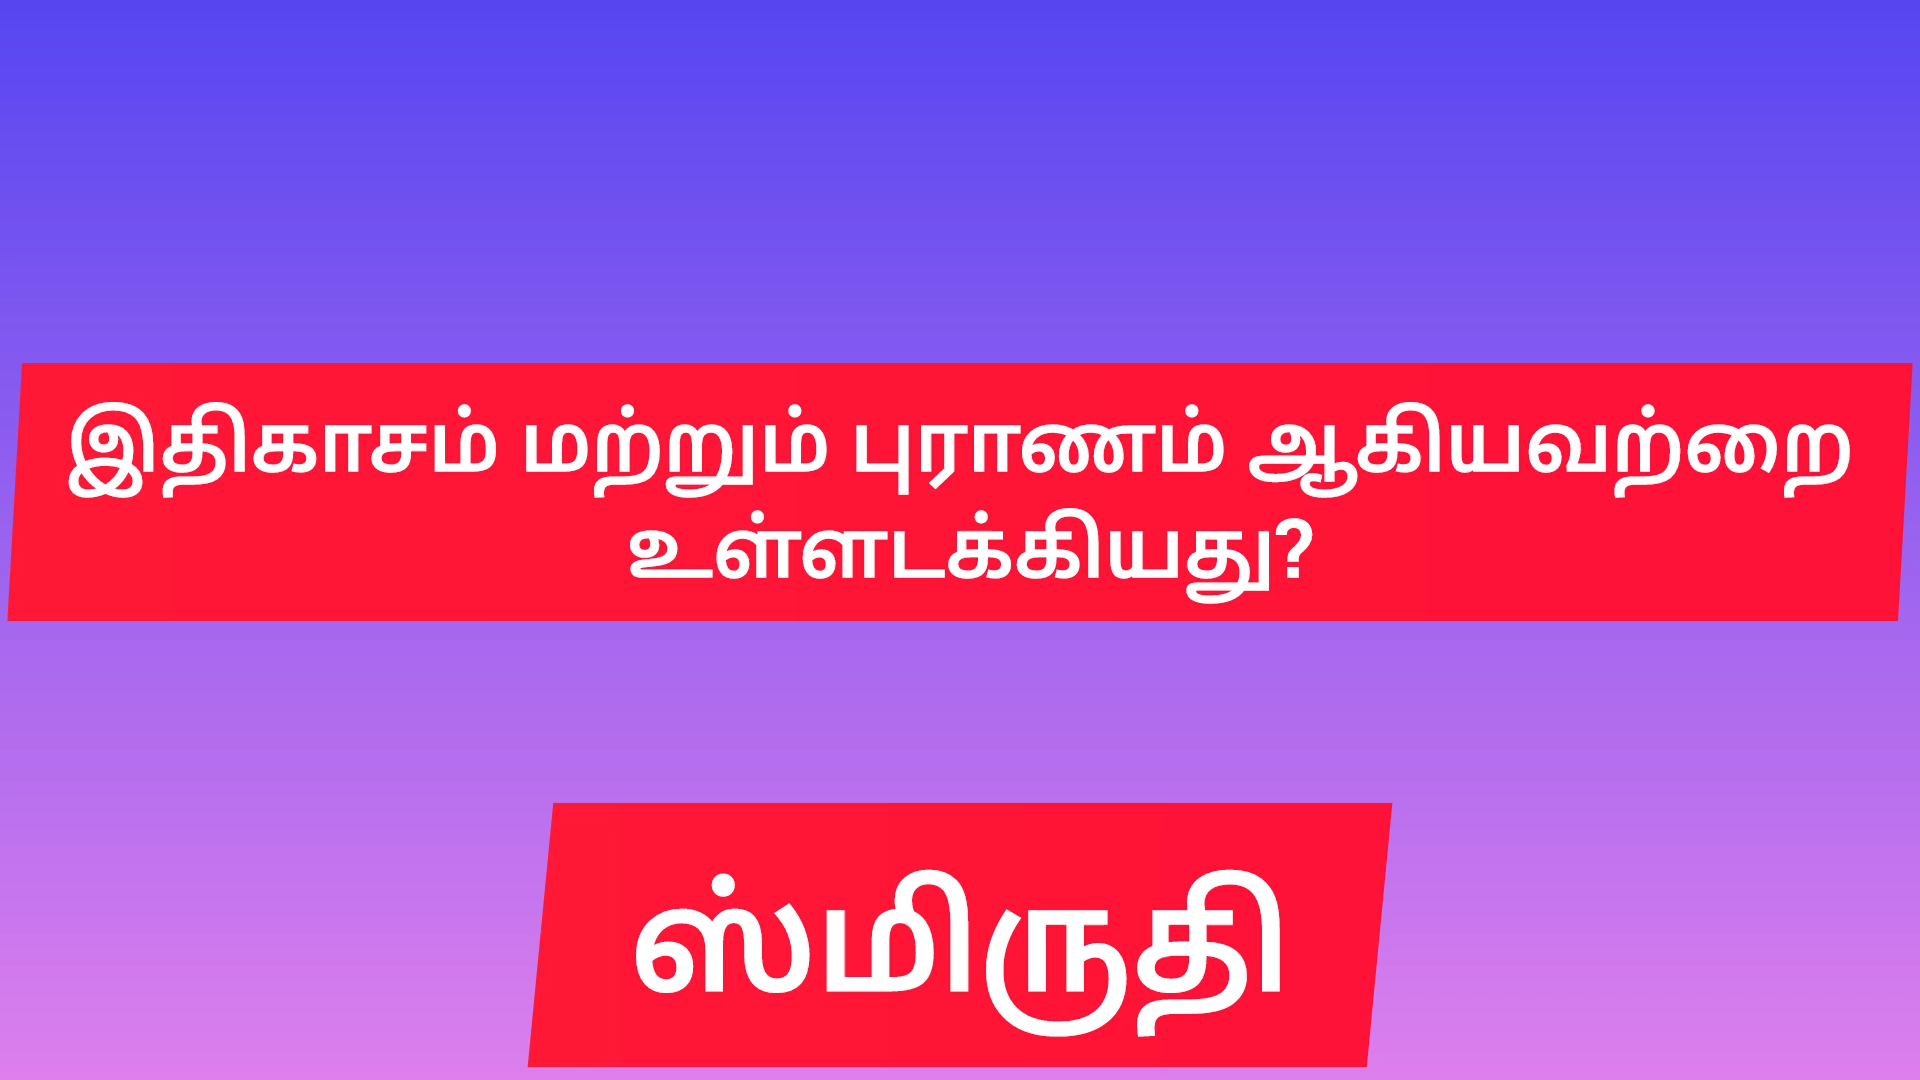 இதிகாசம் மற்றும் புராணம் ஆகியவற்றை
உள்ளடக்கியது?
ஸ்மிருதி